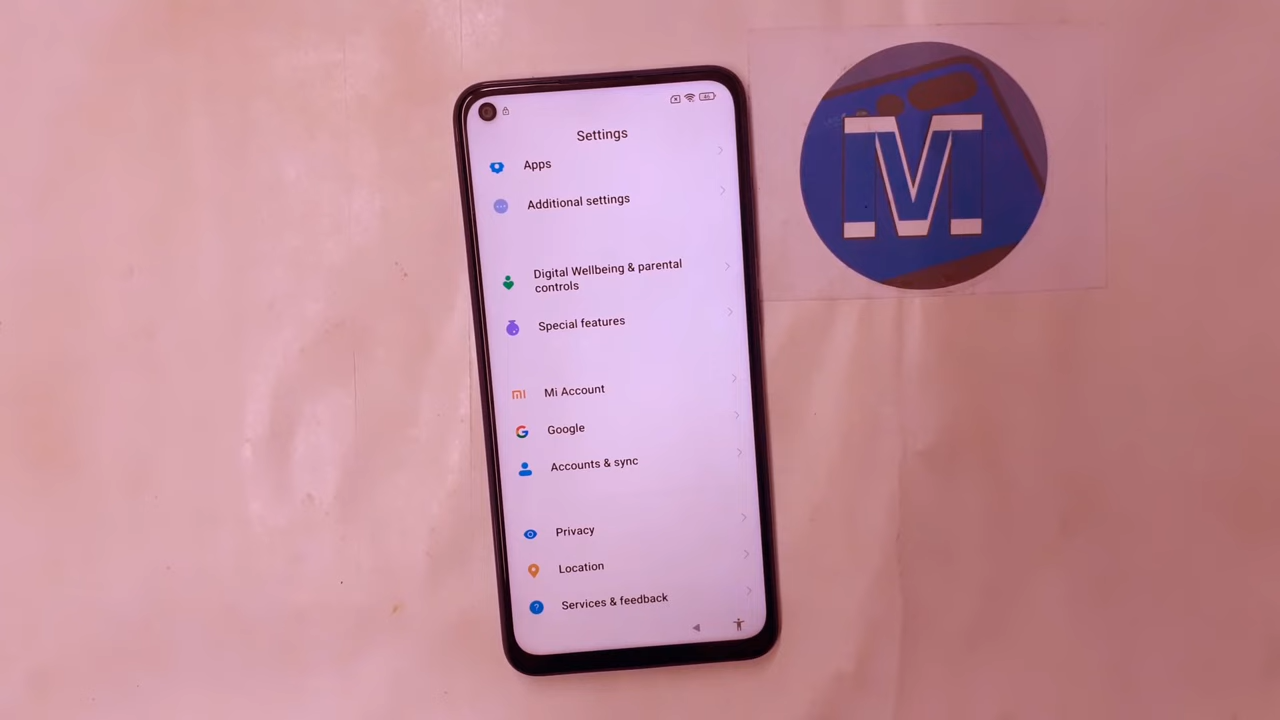 46
Settings
Apps
Additional settings
Digital Wellbeing & parental
controls
Special features
Mi Account
Google
Accounts & sync
Privacy
Location
Services & feedback
M